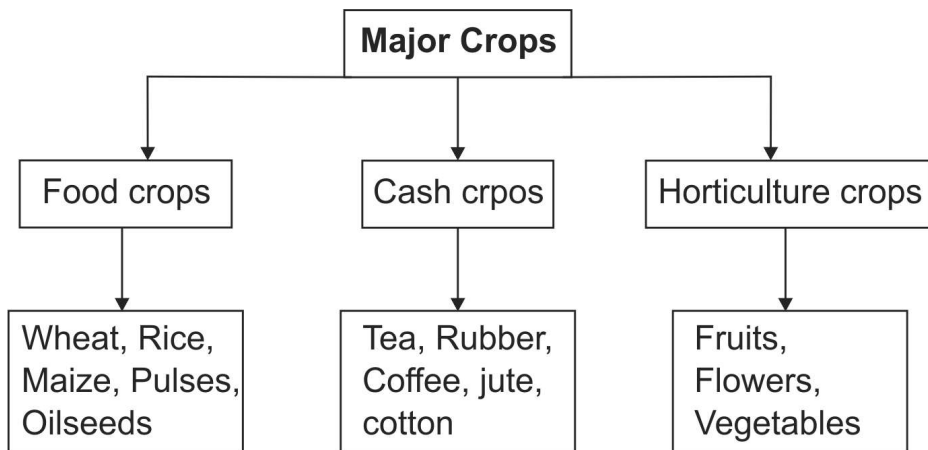 Major Crops
Food crops
Cash crpos
Horticulture crops
Wheat, Rice,
Maize, Pulses,
Oilseeds
Tea, Rubber,
Coffee, jute,
cotton
Fruits,
Flowers,
Vegetables